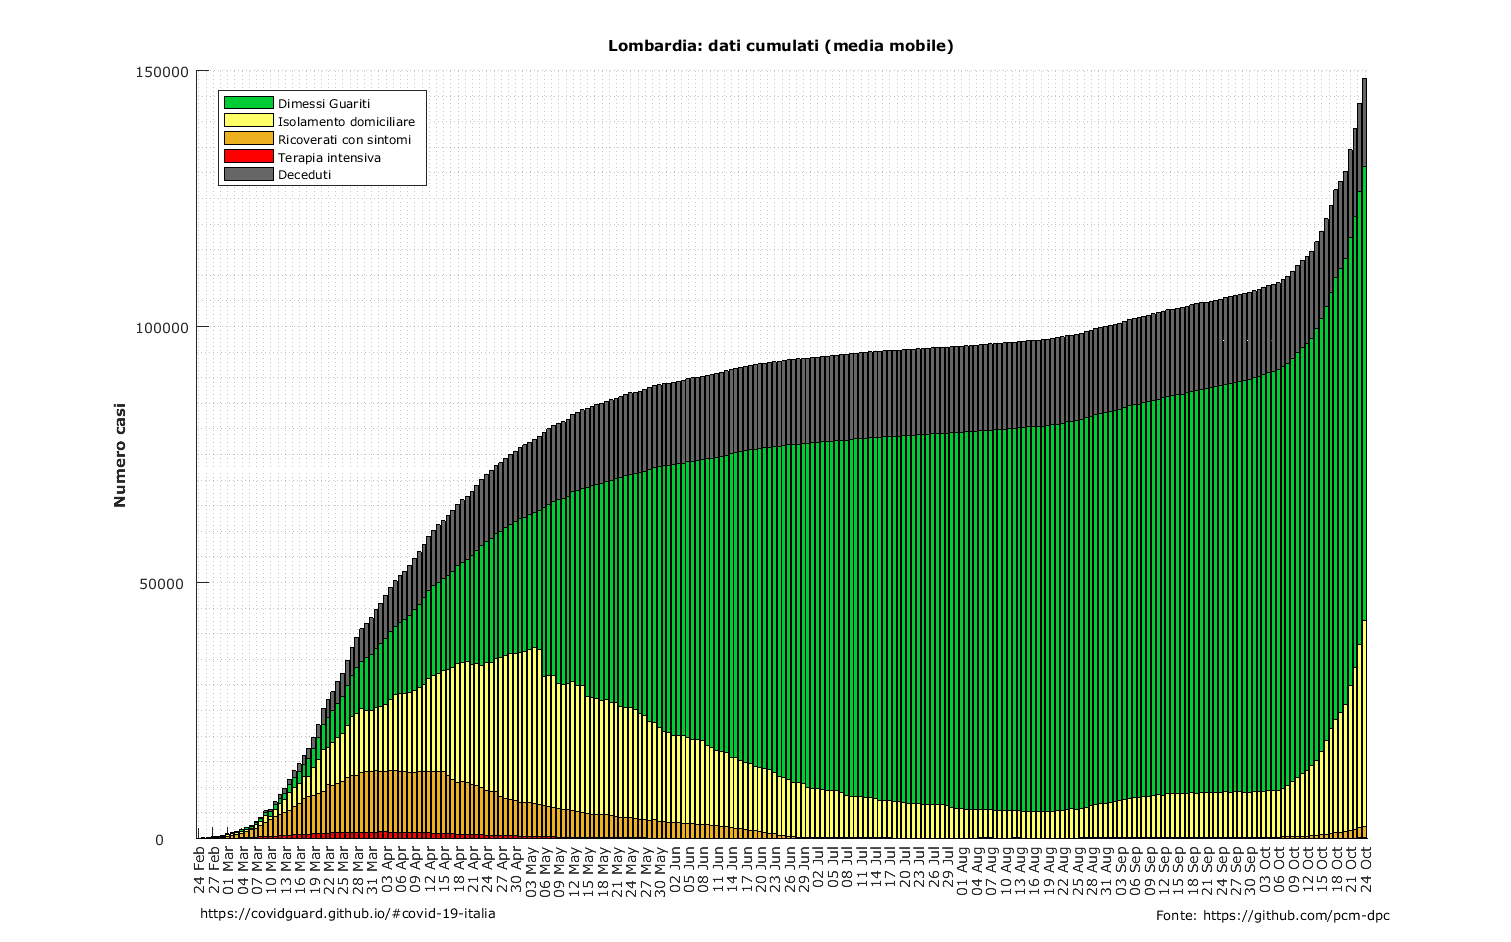 Lombardia: dati cumulati (media mobile)
150000
100000
50000
0
Numero casi
Dimessi Guariti
Isolamento domiciliare
Ricoverati con sintomi
Terapia intensiva
Deceduti
24 Feb
27 Feb
01 Mar
04 Mar
07 Mar
10 Mar
13 Mar
16 Mar
19 Mar
22 Mar
25 Mar
28 Mar
31 Mar
03 Apr
06 Apr
09 Apr
12 Apr
15 Apr
18 Apr
21 Apr
24 Apr
27 Apr
30 Apr
03 May
06 May
09 May
12 May
15 May
18 May
21 May
24 May
27 May
30 May
02 Jun
05 Jun
08 Jun
11 Jun
14 Jun
17 Jun
20 Jun
23 Jun
26 Jun
29 Jun
02 Jul
05 Jul
08 Jul
11 Jul
14 Jul
17 Jul
20 Jul
23 Jul
26 Jul
29 Jul
01 Aug
04 Aug
07 Aug
10 Aug
13 Aug
16 Aug
19 Aug
22 Aug
25 Aug
28 Aug
31 Aug
03 Sep
06 Sep
09 Sep
12 Sep
15 Sep
18 Sep
21 Sep
24 Sep
27 Sep
30 Sep
03 Oct
06 Oct
09 Oct
12 Oct
15 Oct
18 Oct
21 Oct
24 Oct
https://covidguard.github.io/#covid-19-italia
Fonte: https://github.com/pcm-dpc